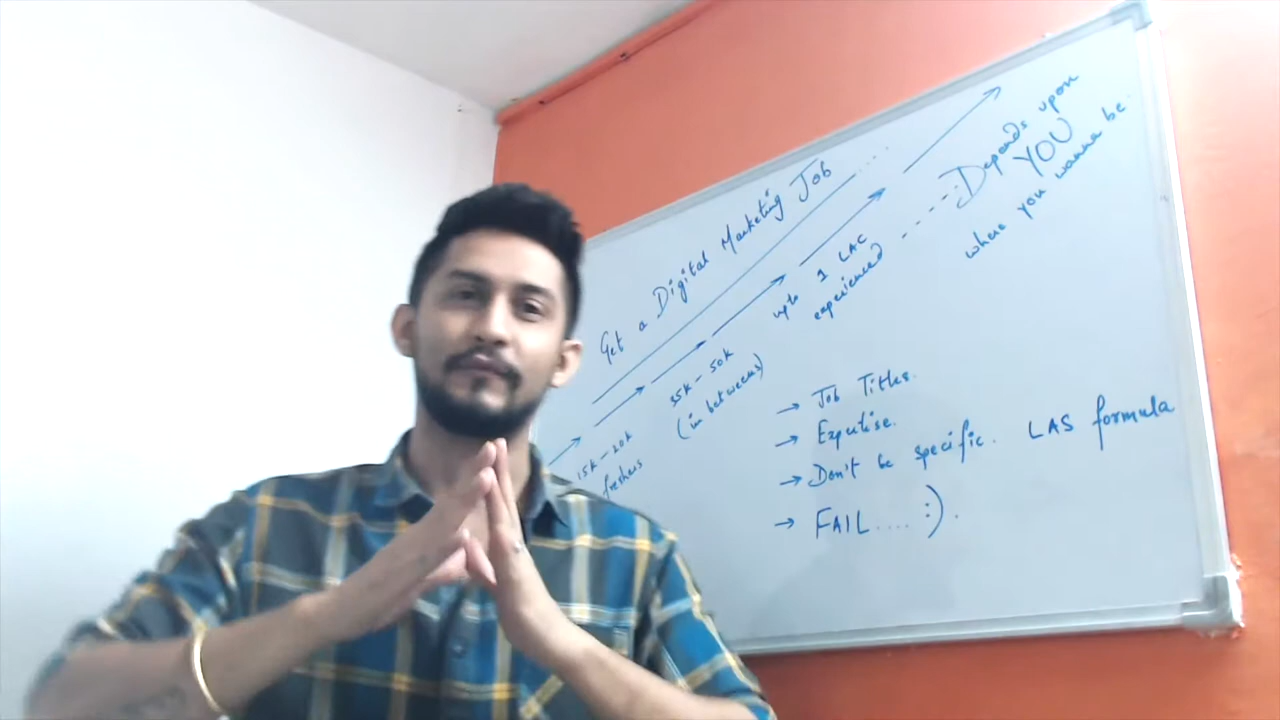 Get a Digital Marketing Job ....
15K - 20K
freshers
35K - 50K
(in betweens)
upto 1 LAC
experienced
Depends upon
YOU
where you wanna be.
→ Job Titles.
→ Expertise.
→ Don't be specific. LAS formula
→ FAIL .... :).